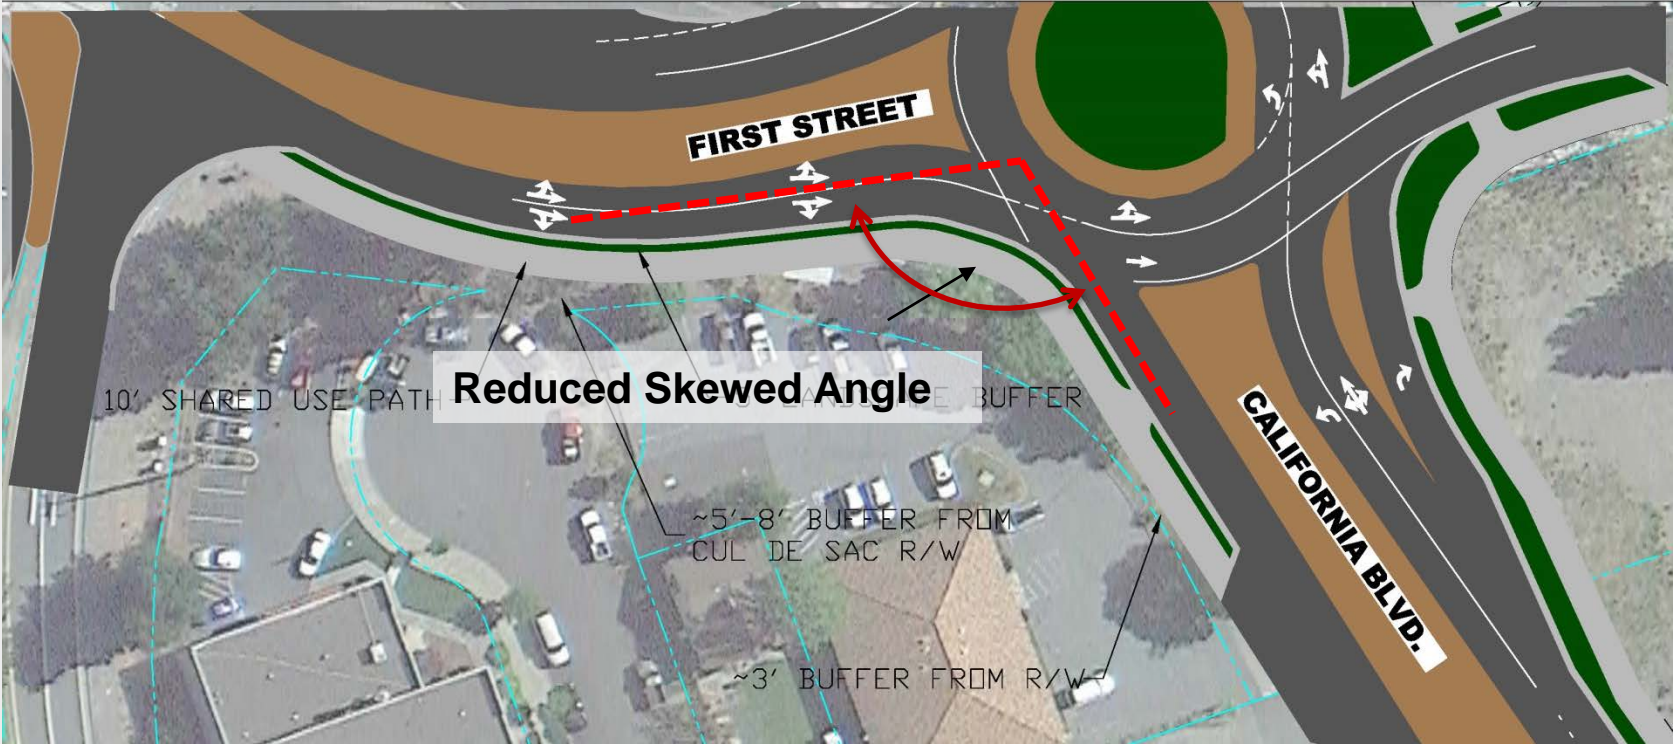 FIRST STREET
10' SHARED USE PATH
Reduced Skewed Angle
BUFFER
CALIFORNIA BLVD.
~5'-8' BUFFER FROM
CUL DE SAC R/W
~3' BUFFER FROM R/W